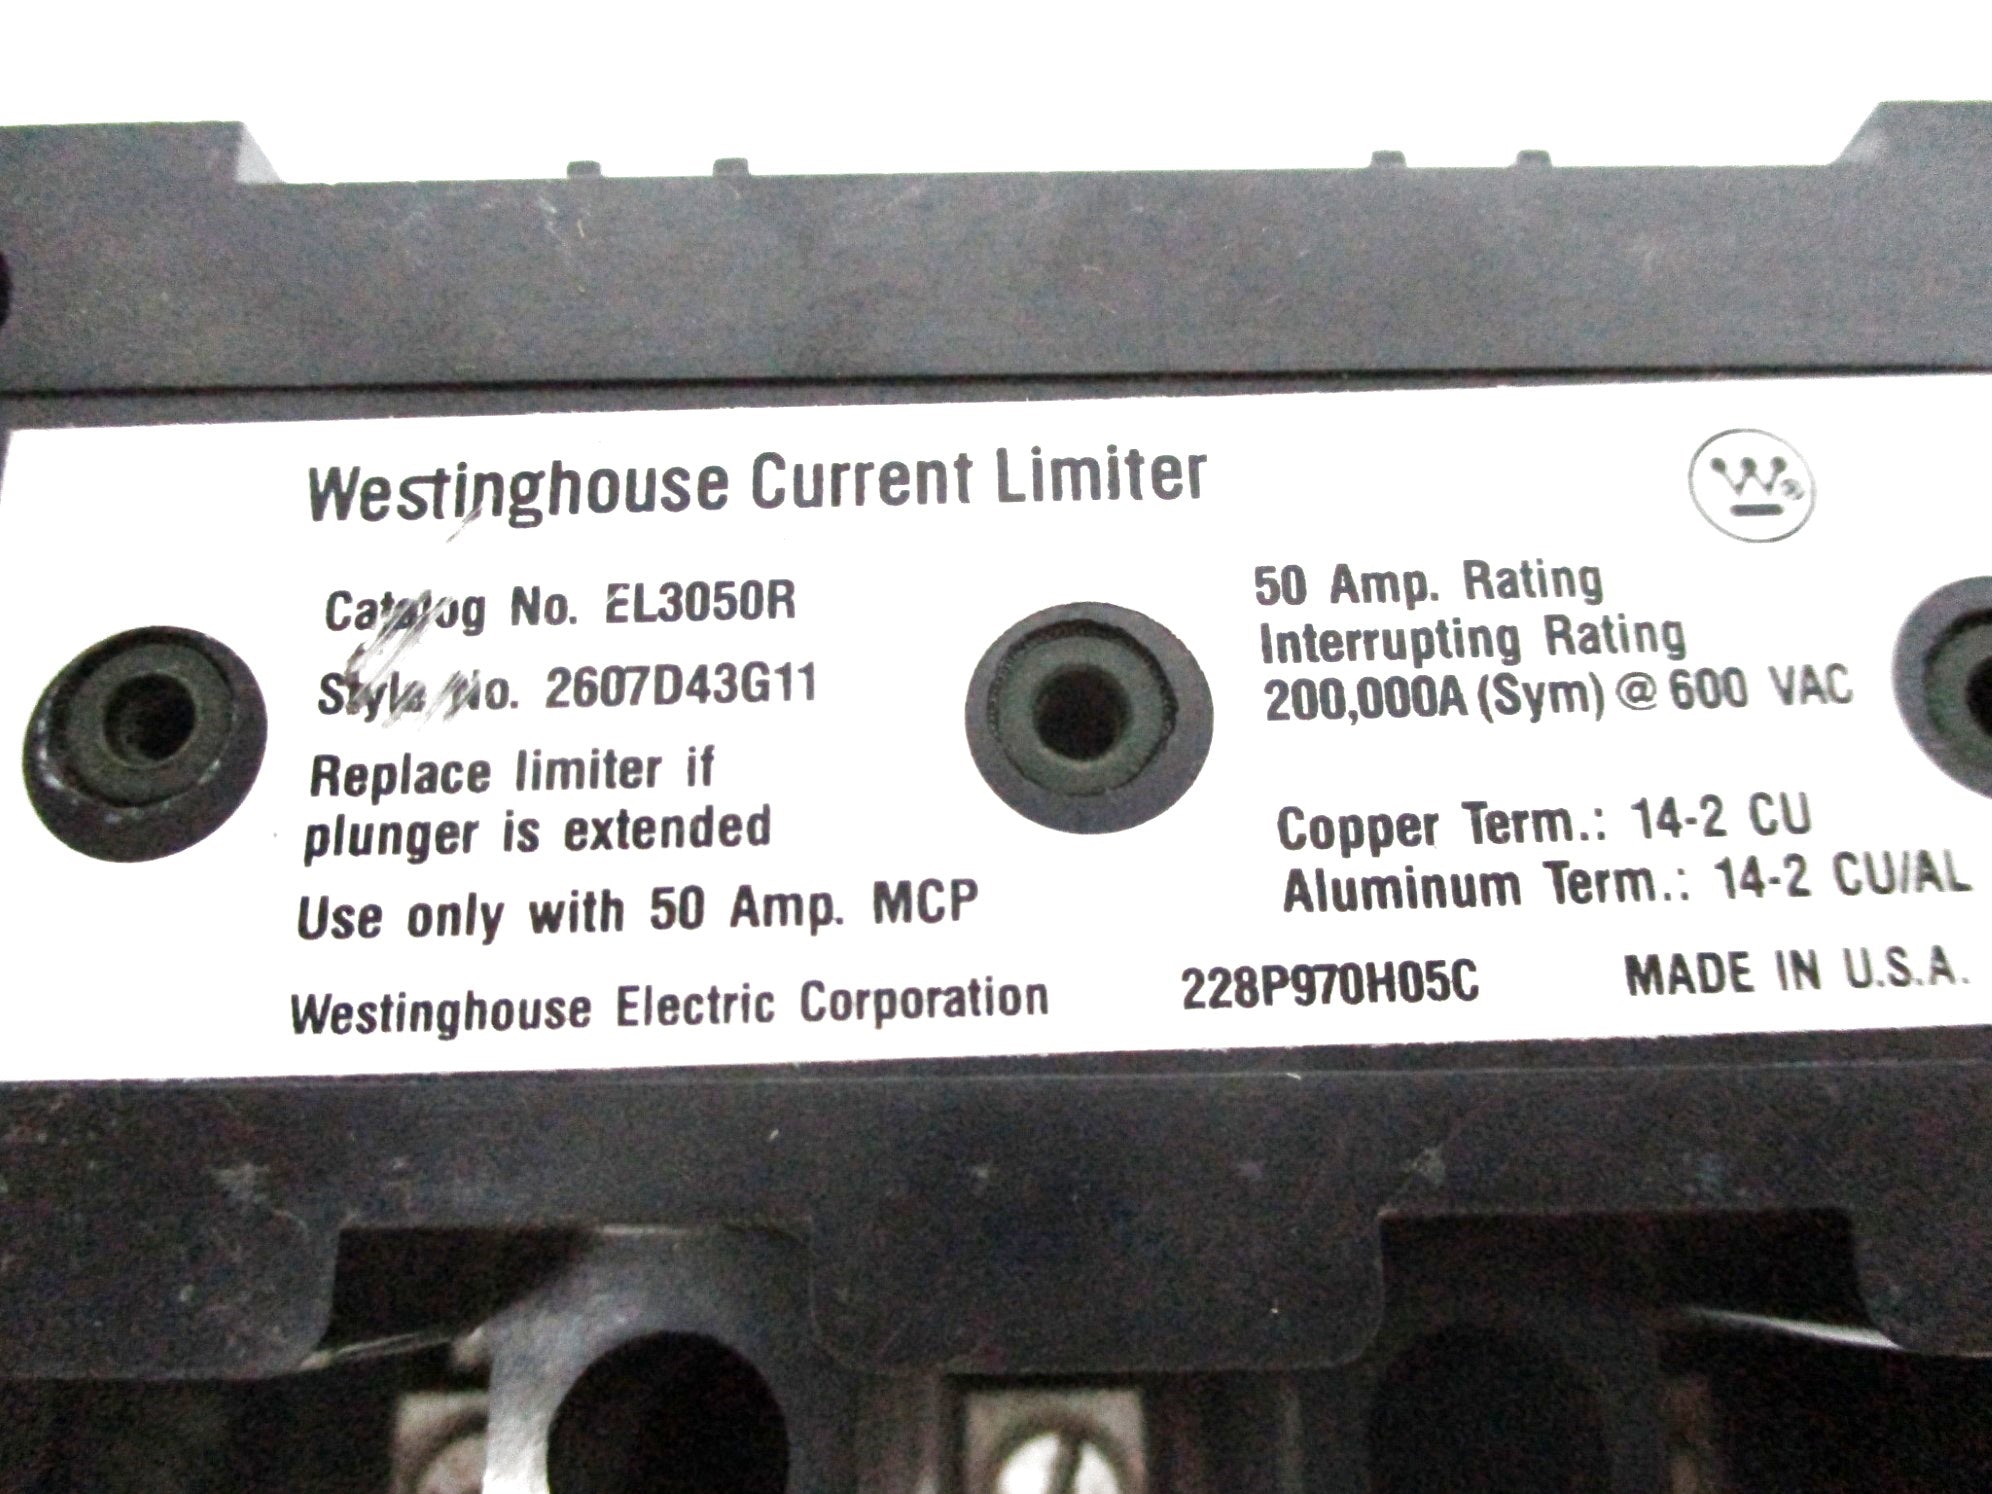 Westinghouse Current Limiter
W®
Catalog No. EL3050R
Style No. 2607D43G11
Replace limiter if
plunger is extended
Use only with 50 Amp. MCP
50 Amp. Rating
Interrupting Rating
200,000A (Sym) @ 600 VAC
Copper Term.: 14-2 CU
Aluminum Term.: 14-2 CU/AL
Westinghouse Electric Corporation
228P970H05C
MADE IN U.S.A.